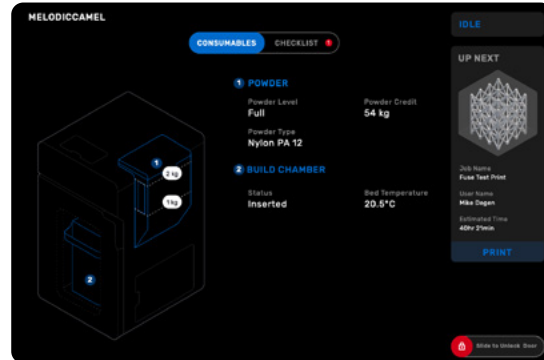 MELODICCAMEL
IDLE
CONSUMABLES
CHECKLIST
UP NEXT
1 POWDER
Powder Level
Powder Credit
Full
54 kg
Powder Type
Nylon PA 12
2 BUILD CHAMBER
Status
Bed Temperature
Inserted
20.5°C
1
2 kg
1 kg
2
Job Name
Fuse Test Print
User Name
Mike Dagen
Estimated Time
40hr 21min
PRINT
Slide to Unlock Door